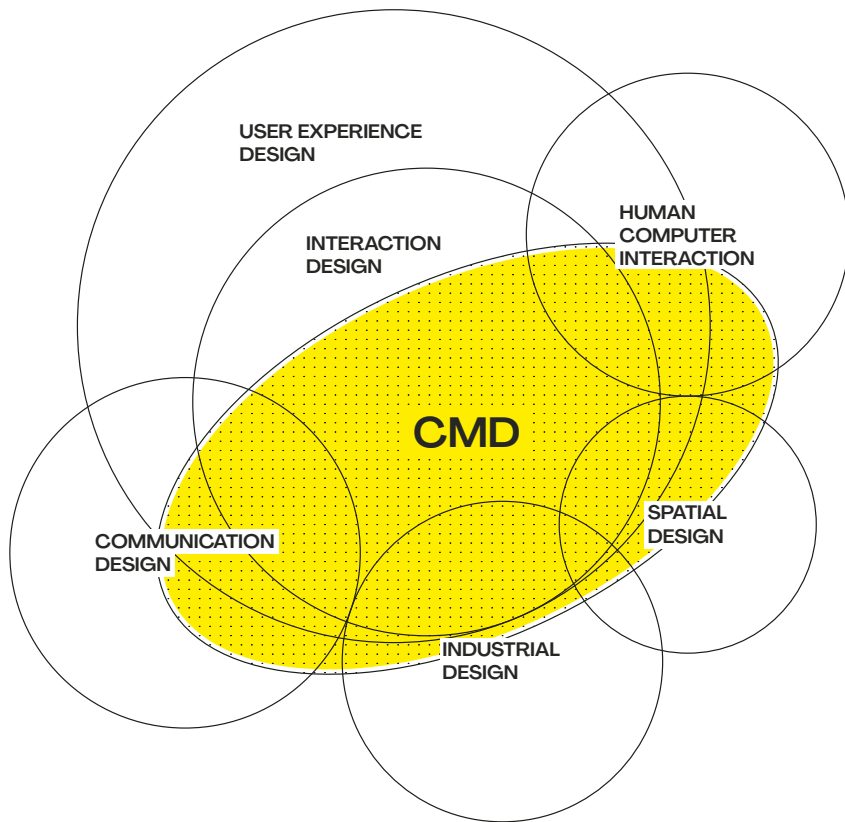 USER EXPERIENCE
DESIGN
HUMAN
COMPUTER
INTERACTION
INTERACTION
DESIGN
CMD
SPATIAL
DESIGN
COMMUNICATION
DESIGN
INDUSTRIAL
DESIGN